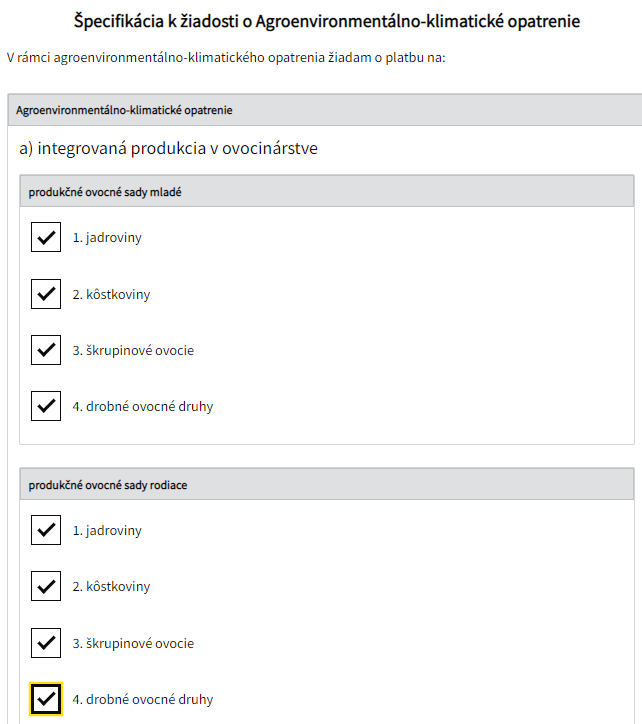 Špecifikácia k žiadosti o Agroenvironmentálno-klimatické opatrenie
V rámci agroenvironmentálno-klimatického opatrenia žiadam o platbu na:
Agroenvironmentálno-klimatické opatrenie
a) integrovaná produkcia v ovocinárstve
produkčné ovocné sady mladé
1. jadroviny
2. kôstkoviny
3. škrupinové ovocie
4. drobné ovocné druhy
produkčné ovocné sady rodiace
1. jadroviny
2. kôstkoviny
3. škrupinové ovocie
4. drobné ovocné druhy